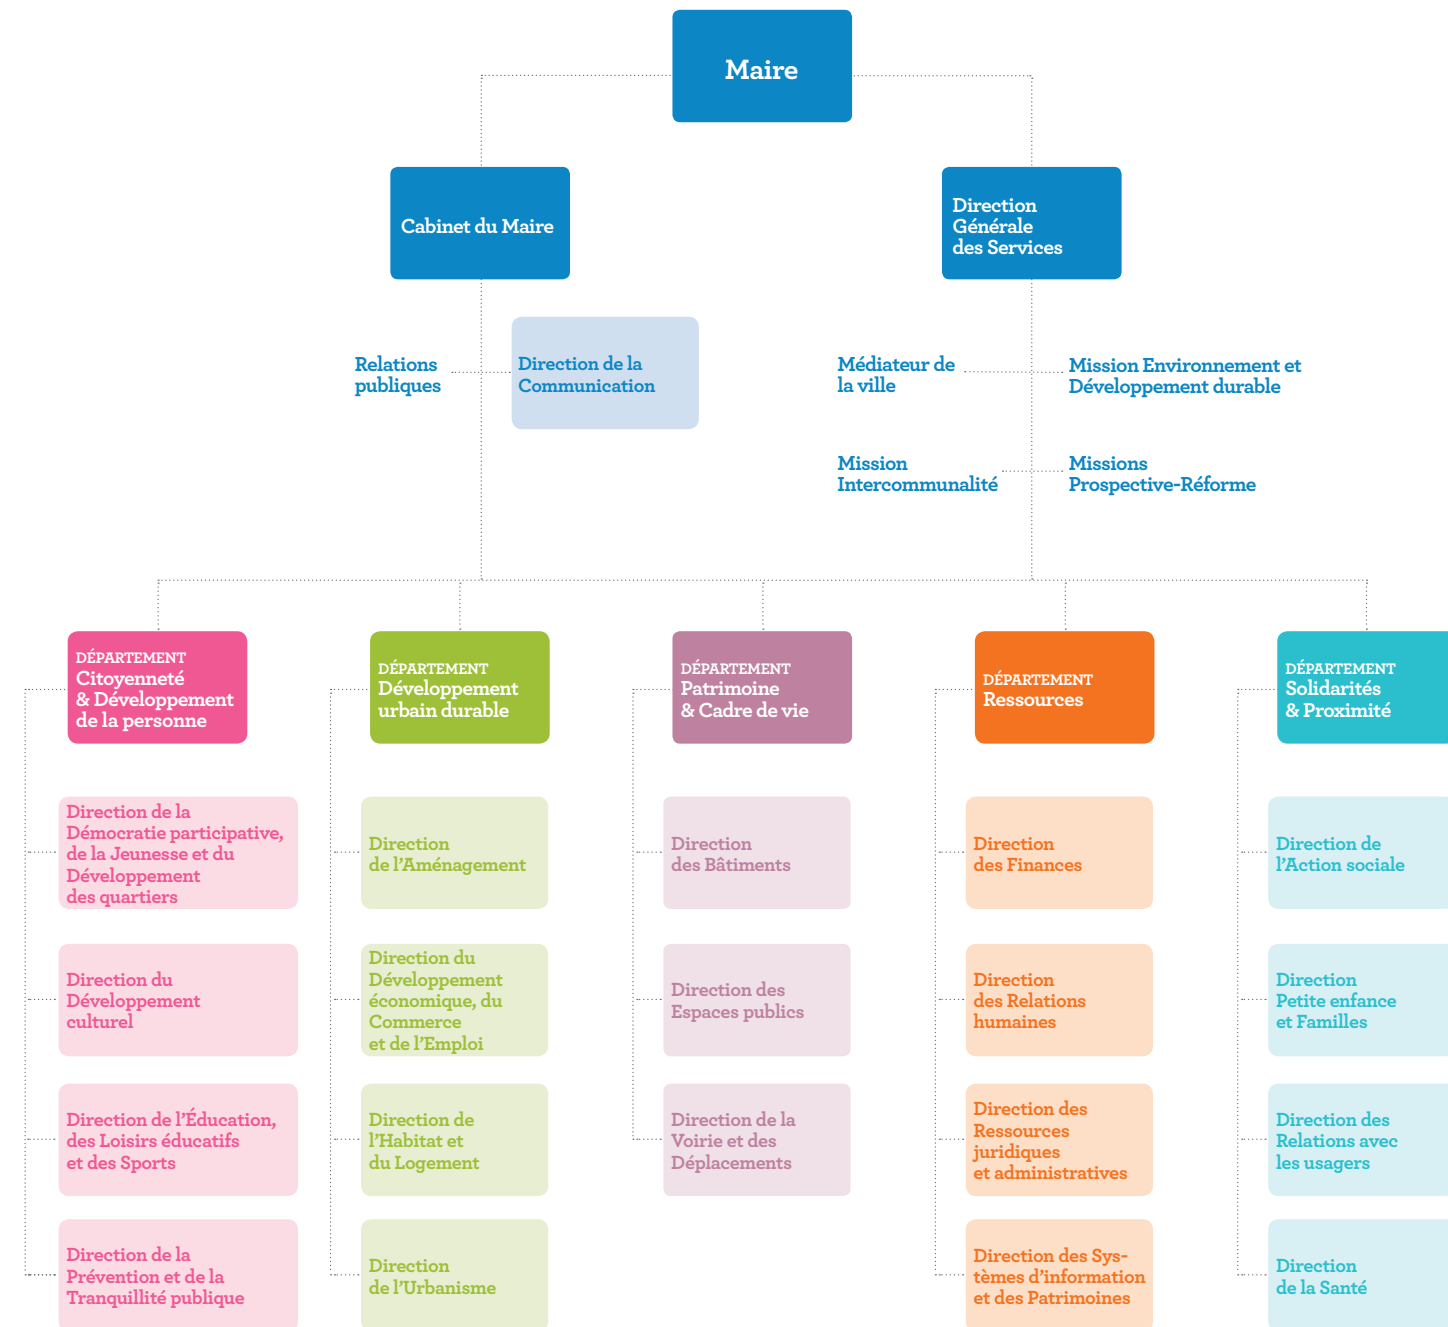 Maire
Cabinet du Maire
Direction
Générale
des Services
Relations
publiques
Direction de la
Communication
Médiateur de
la ville
Mission Environnement et
Développement durable
Mission
Intercommunalité
Missions
Prospective-Réforme
DÉPARTEMENT
Citoyenneté
& Développement
de la personne
DÉPARTEMENT
Développement
urbain durable
DÉPARTEMENT
Patrimoine
& Cadre de vie
DÉPARTEMENT
Ressources
DÉPARTEMENT
Solidarités
& Proximité
Direction de la
Démocratie participative,
de la Jeunesse et du
Développement
des quartiers
Direction
de l’Aménagement
Direction
des Bâtiments
Direction
des Finances
Direction de
l’Action sociale
Direction du
Développement
culturel
Direction du
Développement
économique, du
Commerce
et de l’Emploi
Direction des
Espaces publics
Direction
des Relations
humaines
Direction
Petite enfance
et Familles
Direction de l’Éducation,
des Loisirs éducatifs
et des Sports
Direction de
l’Habitat et
du Logement
Direction de la
Voirie et des
Déplacements
Direction des
Ressources
juridiques
et administratives
Direction des
Relations avec
les usagers
Direction de la
Prévention et de la
Tranquillité publique
Direction
de l’Urbanisme
Direction des Sys-
tèmes d’information
et des Patrimoines
Direction
de la Santé